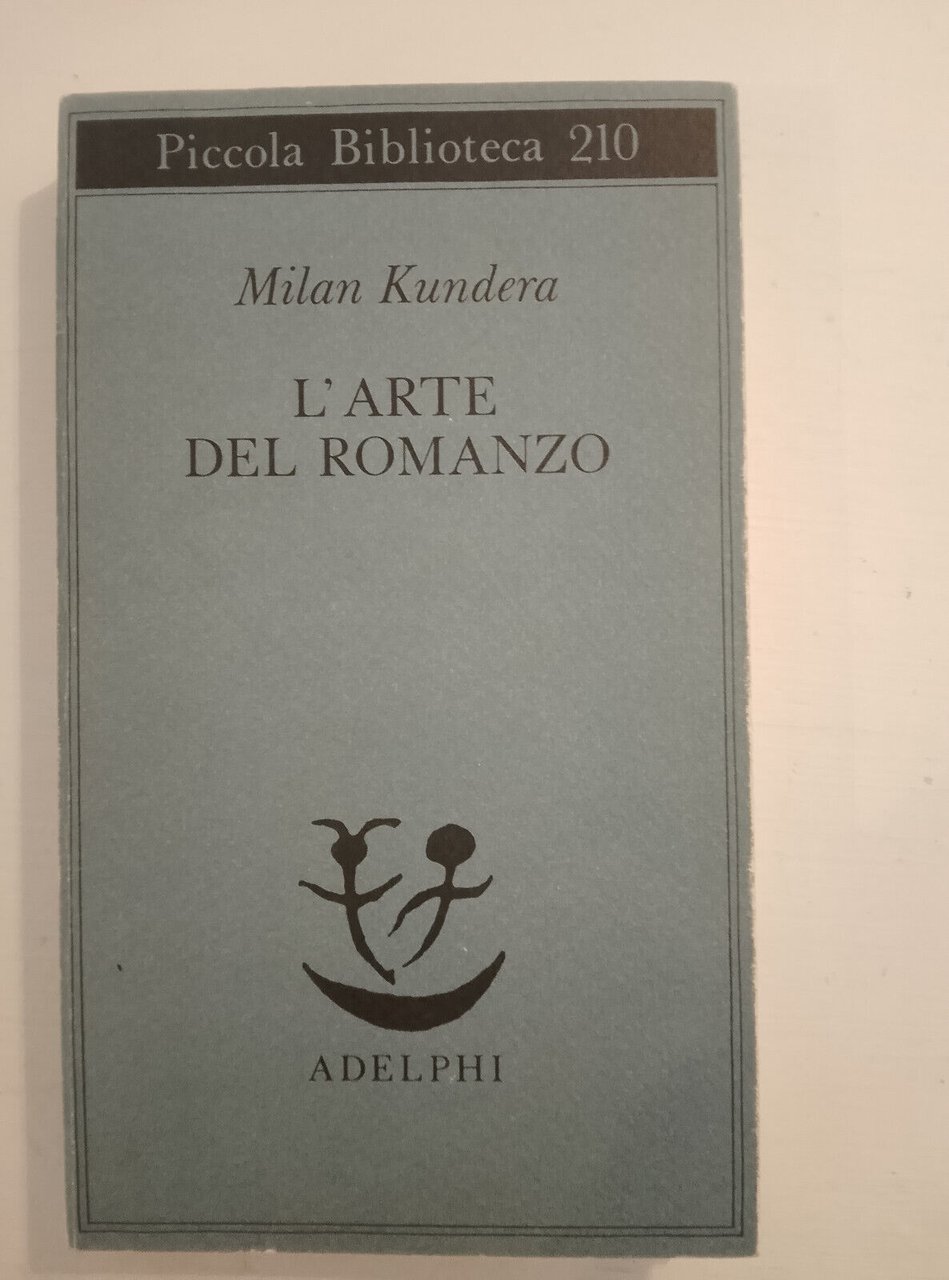 Piccola Biblioteca 210
Milan Kundera
L'ARTE
DEL ROMANZO
ADELPHI